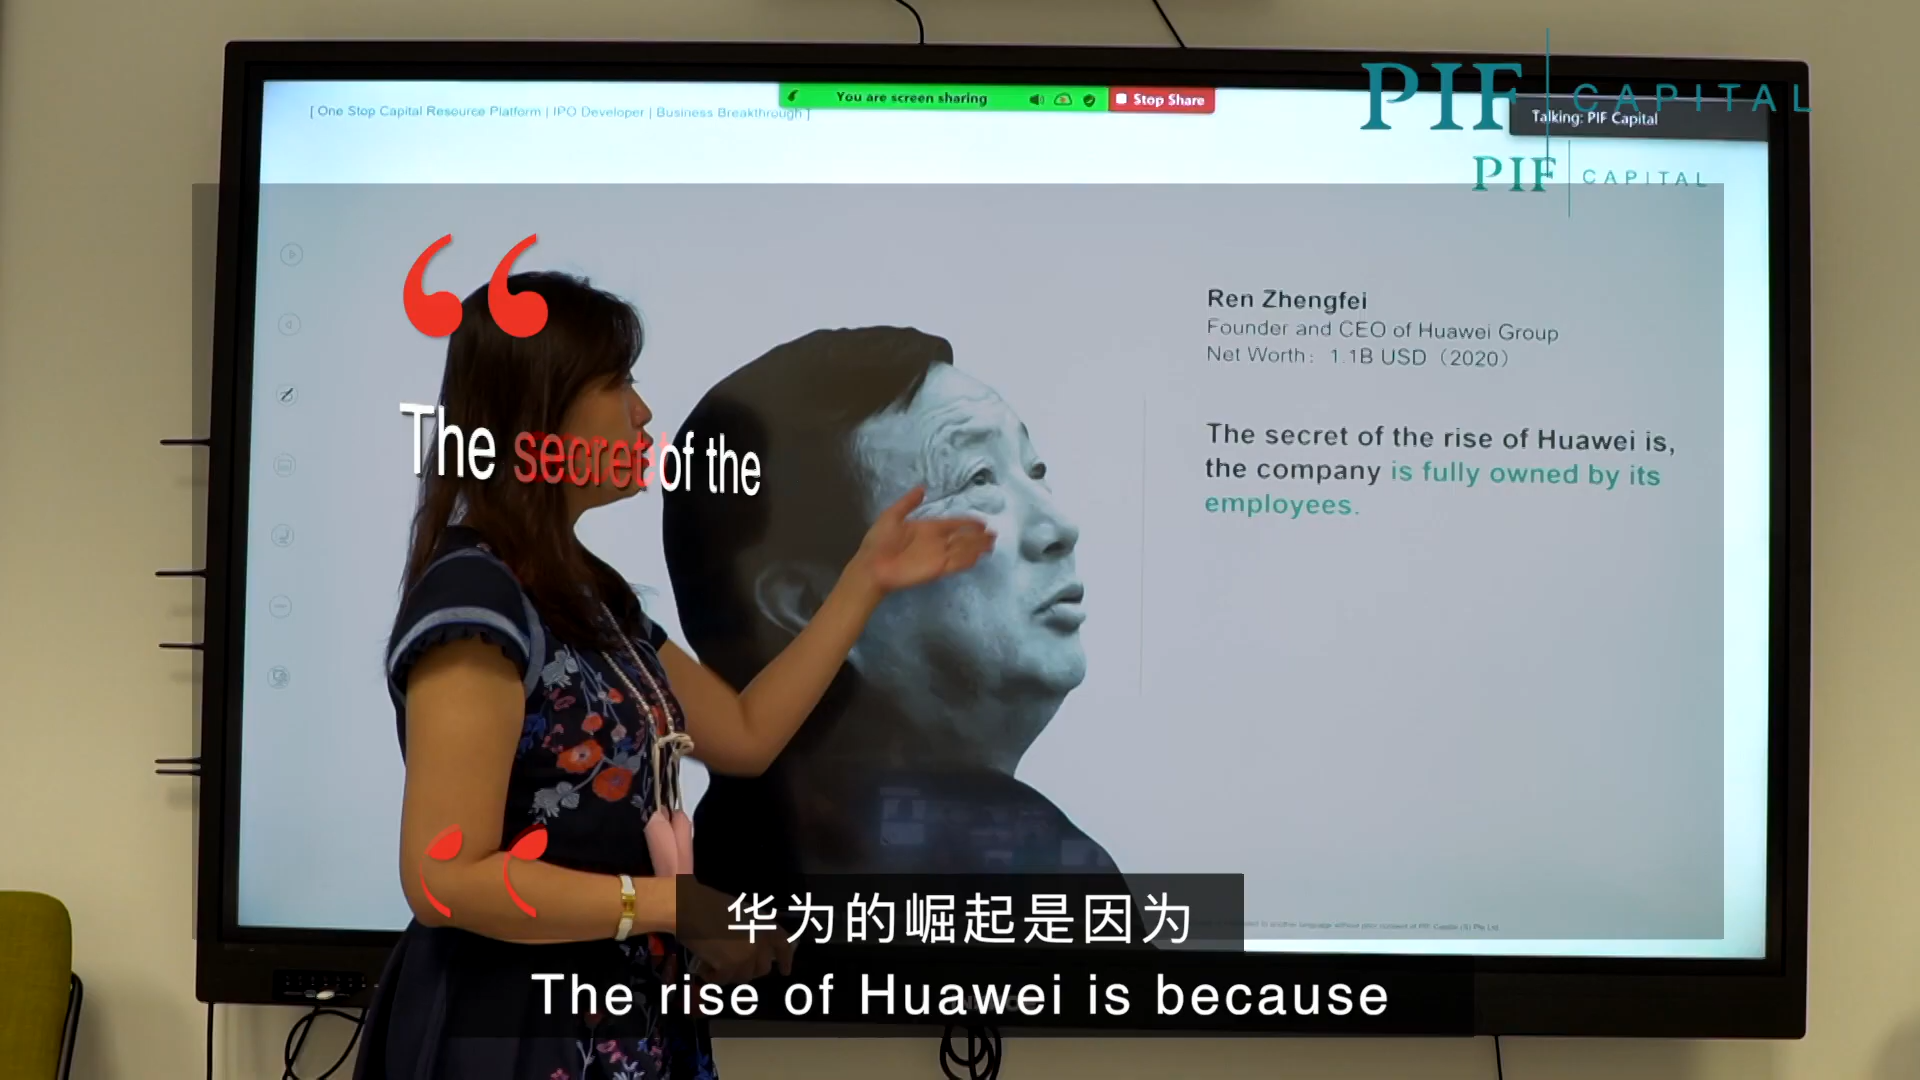 [ One Stop Capital Resource Platform | IPO Developer | Business Breakthrough ]
You are screen sharing
Stop Share
PIF CAPITAL
Talking: PIF Capital
PIF CAPITAL
Ren Zhengfei
Founder and CEO of Huawei Group
Net Worth: 1.1B USD (2020)
The secret of the rise of Huawei is,
the company is fully owned by its
employees.
“
The secret of the
华为的崛起是因为
The rise of Huawei is because